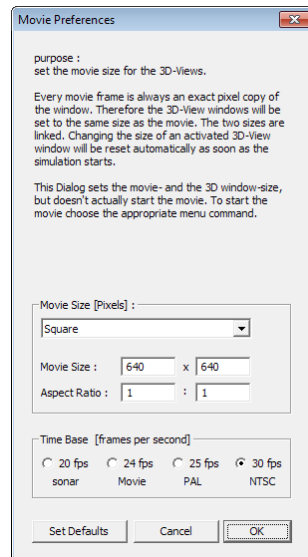 Movie Preferences
purpose :
set the movie size for the 3D-Views.
Every movie frame is always an exact pixel copy of
the window. Therefore the 3D-View windows will be
set to the same size as the movie. The two sizes are
linked. Changing the size of an activated 3D-View
window will be reset automatically as soon as the
simulation starts.
This Dialog sets the movie- and the 3D window-size,
but doesn't actually start the movie. To start the
movie choose the appropriate menu command.
Movie Size [Pixels] :
Square
Movie Size : 640 x 640
Aspect Ratio : 1 : 1
Time Base [frames per second]
20 fps 24 fps 25 fps 30 fps
sonar Movie PAL NTSC
Set Defaults Cancel OK